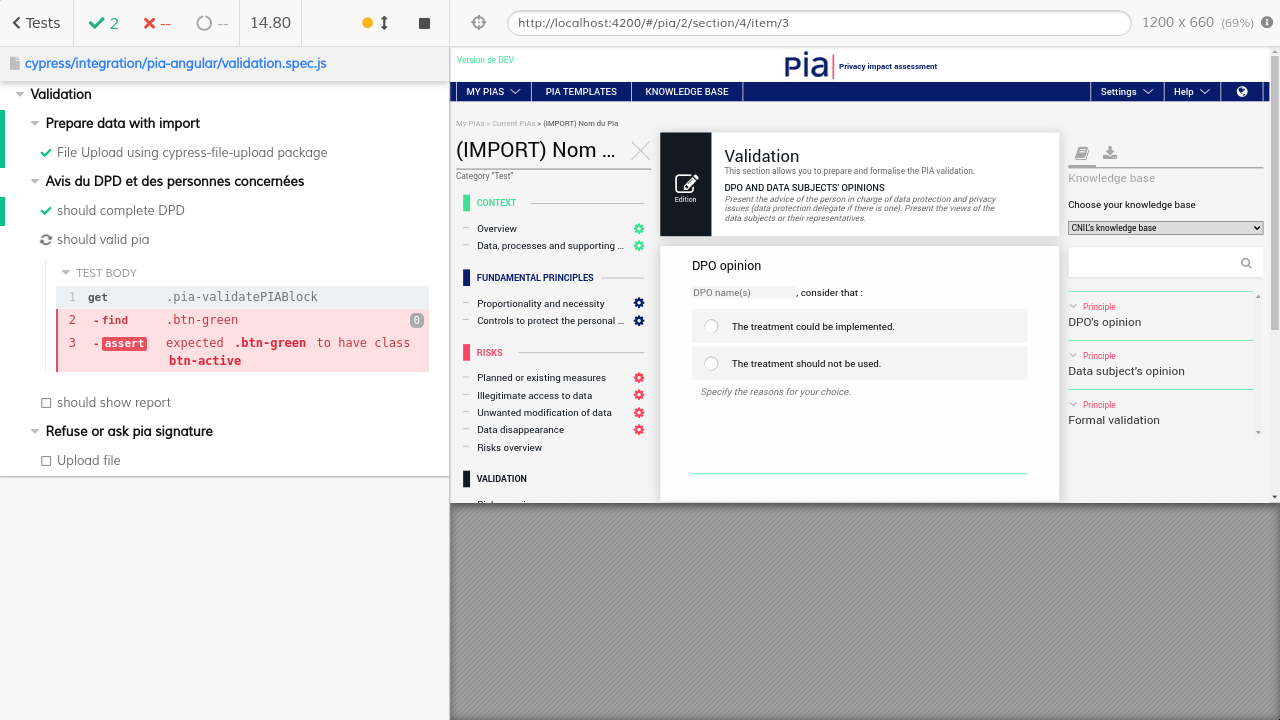 Tests
2
--
--
14.80
http://localhost:4200/#/pia/2/section/4/item/3
1200 x 660 (69%)
cypress/integration/pia-angular/validation.spec.js
Validation
Prepare data with import
File Upload using cypress-file-upload package
Avis du DPD et des personnes concernées
should complete DPD
should valid pia
TEST BODY
1 get .pia-validatePIABlock
2 -find .btn-green 0
3 -assert expected .btn-green to have class
btn-active
should show report
Refuse or ask pia signature
Upload file
Version de DEV
pia Privacy impact assessment
MY PIAS
PIA TEMPLATES
KNOWLEDGE BASE
Settings
Help
My PIAs > Current PIAs > (IMPORT) Nom du Pia
(IMPORT) Nom ...
Category "Test"
CONTEXT
Overview
Data, processes and supporting ...
FUNDAMENTAL PRINCIPLES
Proportionality and necessity
Controls to protect the personal ...
RISKS
Planned or existing measures
Illegitimate access to data
Unwanted modification of data
Data disappearance
Risks overview
VALIDATION
Edition
Validation
This section allows you to prepare and formalise the PIA validation.
DPO AND DATA SUBJECTS' OPINIONS
Present the advice of the person in charge of data protection and privacy
issues (data protection delegate if there is one). Present the views of the
data subjects or their representatives.
DPO opinion
DPO name(s) , consider that :
The treatment could be implemented.
The treatment should not be used.
Specify the reasons for your choice.
Knowledge base
Choose your knowledge base
CNIL's knowledge base
Principle
DPO's opinion
Principle
Data subject's opinion
Principle
Formal validation